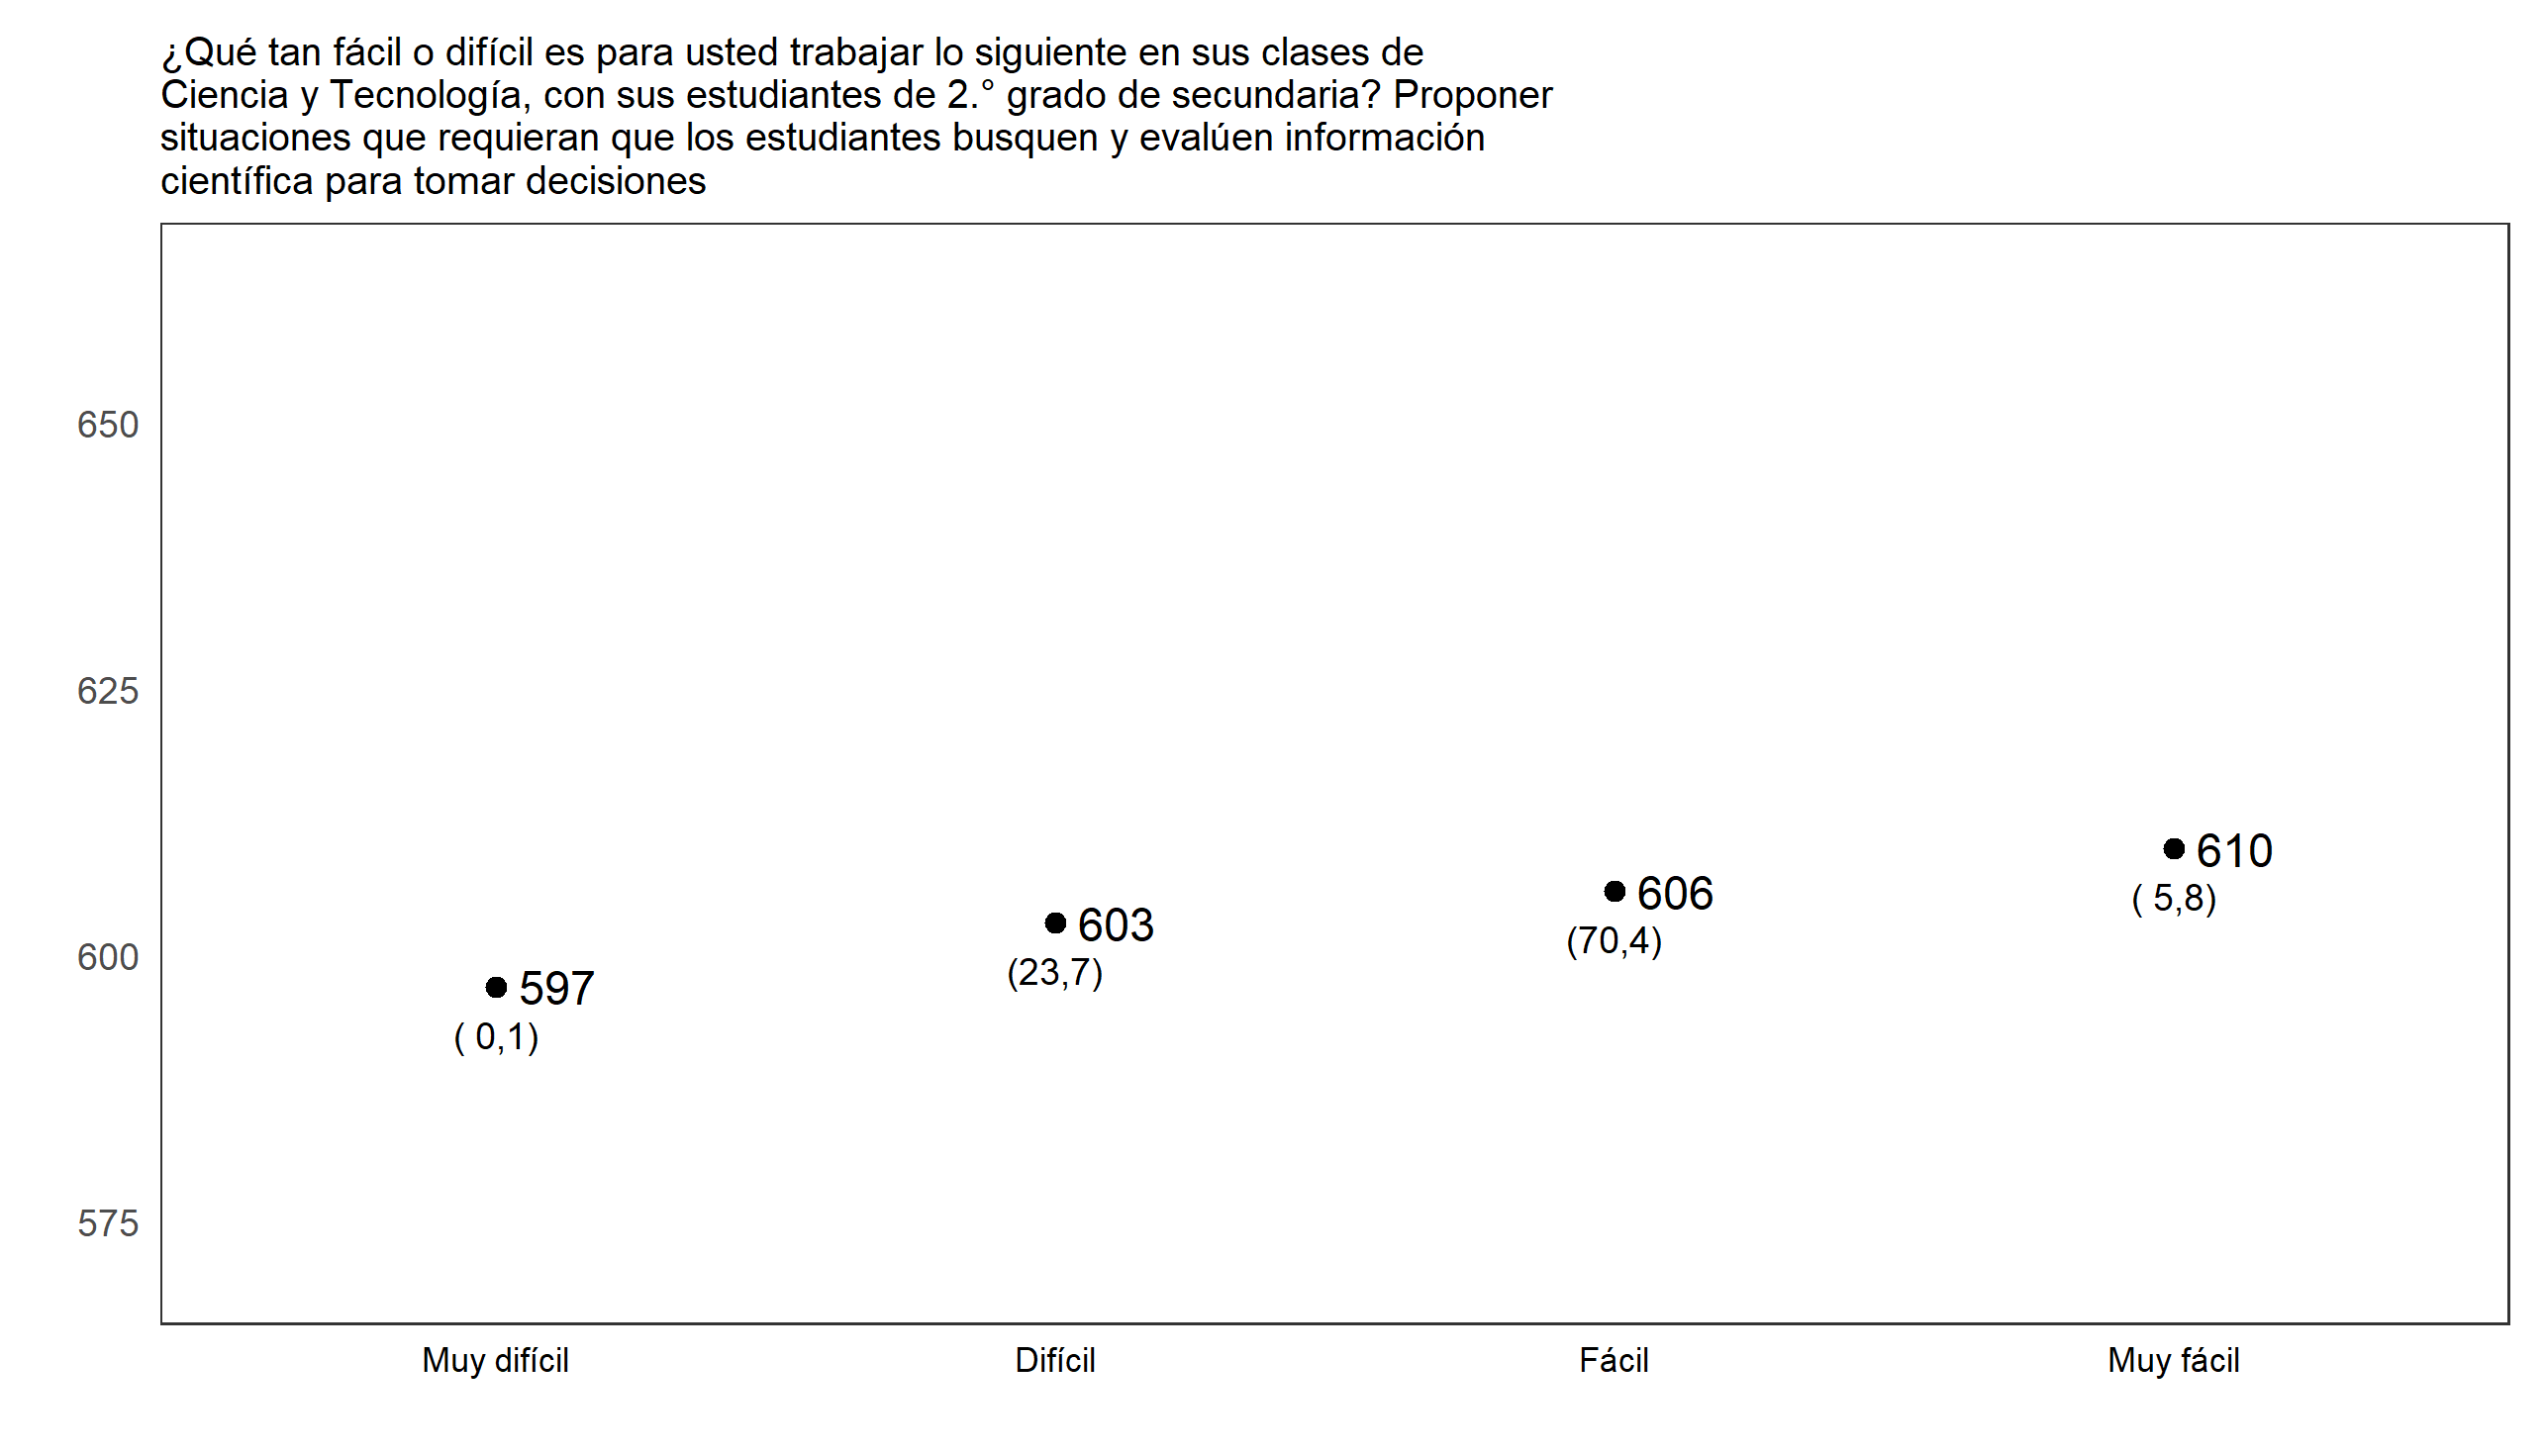 ¿Qué tan fácil o difícil es para usted trabajar lo siguiente en sus clases de
Ciencia y Tecnología, con sus estudiantes de 2.° grado de secundaria? Proponer
situaciones que requieran que los estudiantes busquen y evalúen información
científica para tomar decisiones
650
625
600
575
597
( 0,1)
603
(23,7)
606
(70,4)
610
( 5,8)
Muy difícil
Difícil
Fácil
Muy fácil